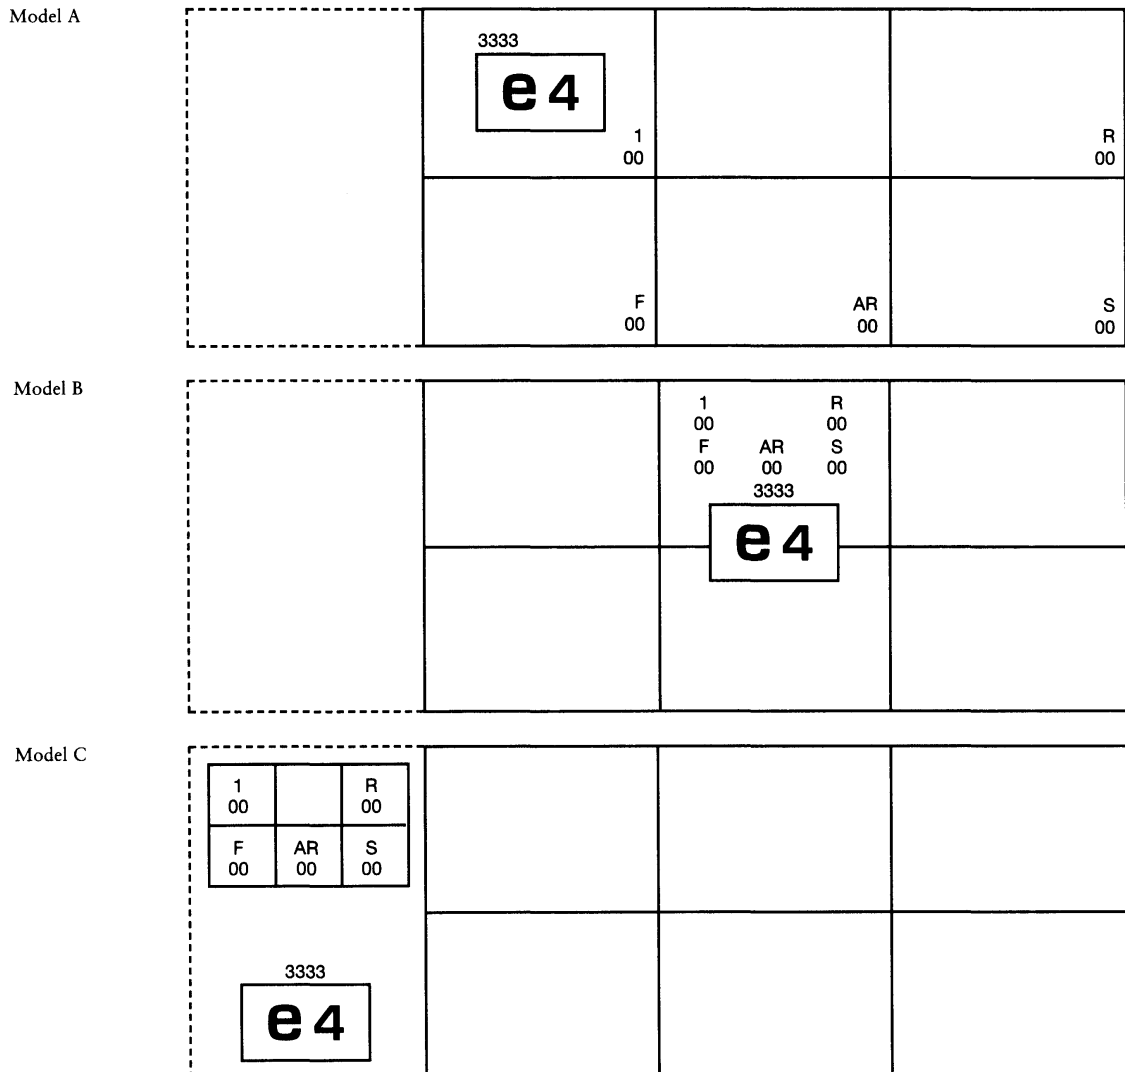 Model A
3333
e4
1
00
R
00
F
00
AR
00
S
00
Model B
1 R
00 00
F AR S
00 00 00
3333
e4
Model C
1 R
00 00
F AR S
00 00 00
3333
e4